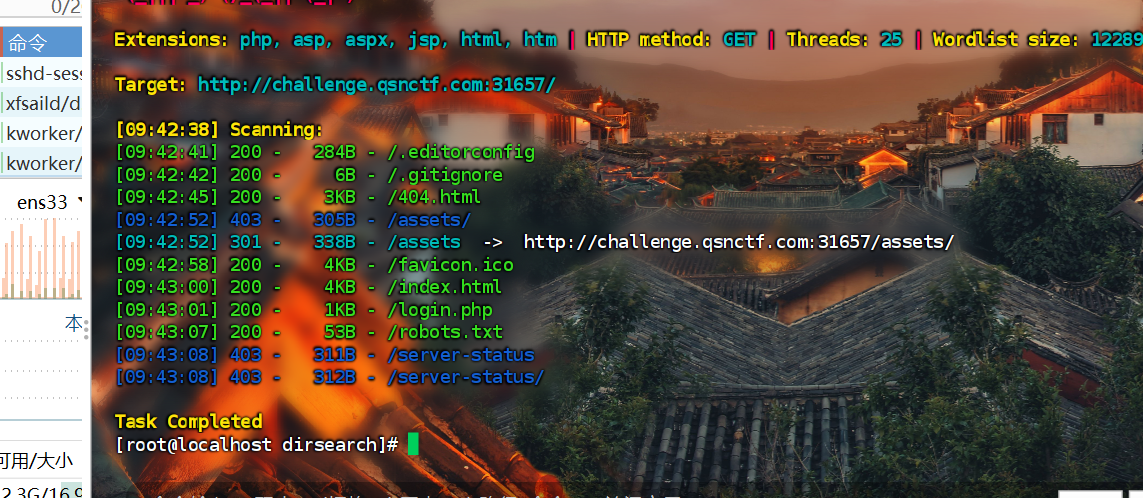 0/2
命令
sshd-sess
xfsaild/d
kworker/
kworker/
ens33
本
可用/大小
2.3G/16.9
Extensions: php, asp, aspx, jsp, html, htm | HTTP method: GET | Threads: 25 | Wordlist size: 12289
Target: http://challenge.qsnctf.com:31657/
[09:42:38] Scanning:
[09:42:41] 200 - 284B - /.editorconfig
[09:42:42] 200 - 6B - /.gitignore
[09:42:45] 200 - 3KB - /404.html
[09:42:52] 403 - 305B - /assets/
[09:42:52] 301 - 338B - /assets -> http://challenge.qsnctf.com:31657/assets/
[09:42:58] 200 - 4KB - /favicon.ico
[09:43:00] 200 - 4KB - /index.html
[09:43:01] 200 - 1KB - /login.php
[09:43:07] 200 - 53B - /robots.txt
[09:43:08] 403 - 311B - /server-status
[09:43:08] 403 - 312B - /server-status/
Task Completed
[root@localhost dirsearch]#